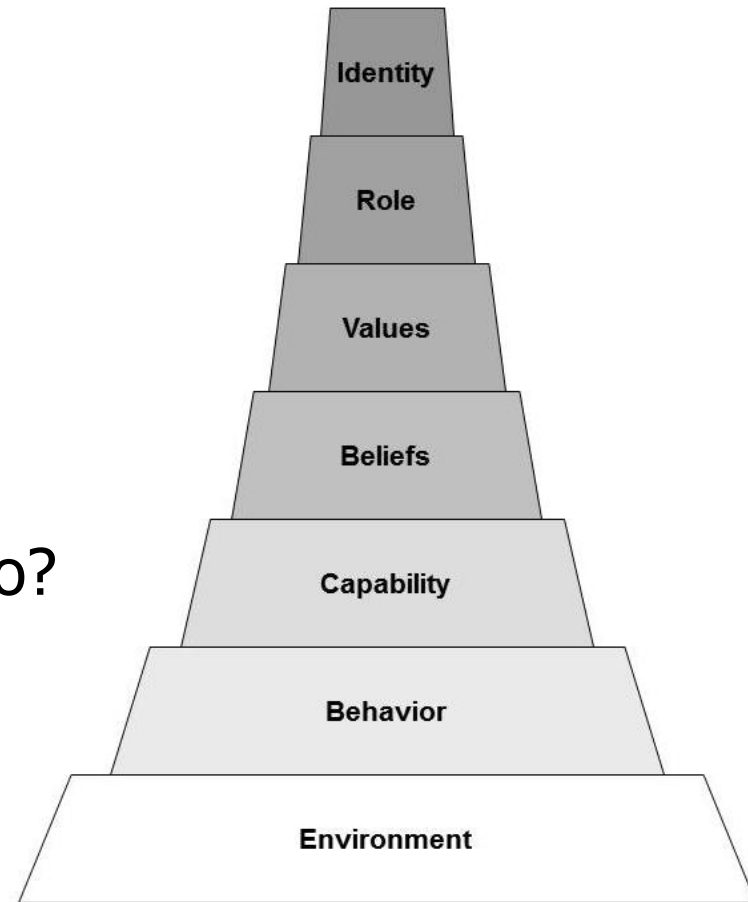 Identity
Role
Values
Beliefs
o?
Capability
Behavior
Environment